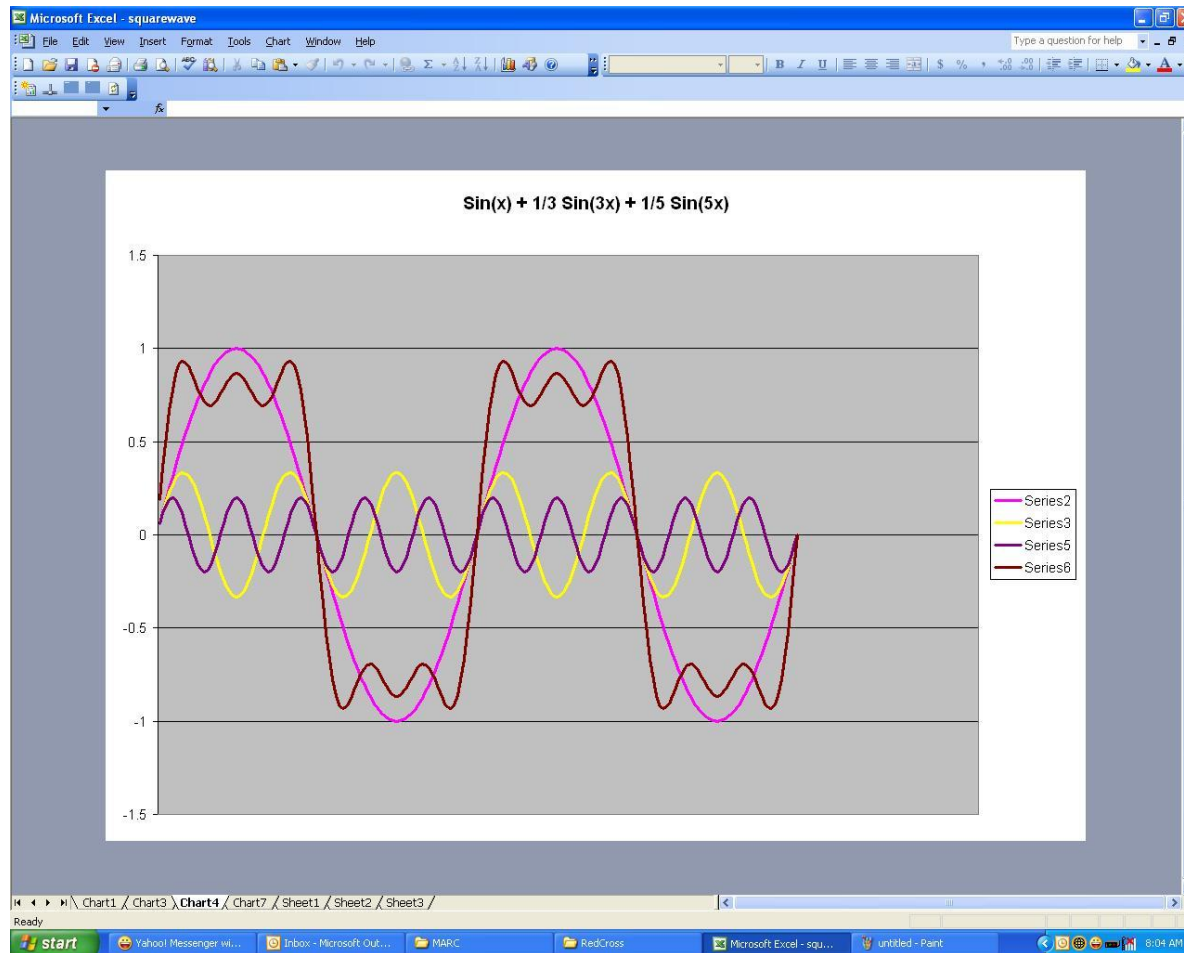 Microsoft Excel - squarewave
File Edit View Insert Format Tools Chart Window Help
Type a question for help
B I U $ % ,
fx
Sin(x) + 1/3 Sin(3x) + 1/5 Sin(5x)
1.5
1
0.5
0
-0.5
-1
-1.5
Series2
Series3
Series5
Series6
Chart1 Chart3 Chart4 Chart7 Sheet1 Sheet2 Sheet3
Ready
start Yahoo! Messenger wi... Inbox - Microsoft Out... MARC RedCross Microsoft Excel - squ... untitled - Paint 8:04 AM